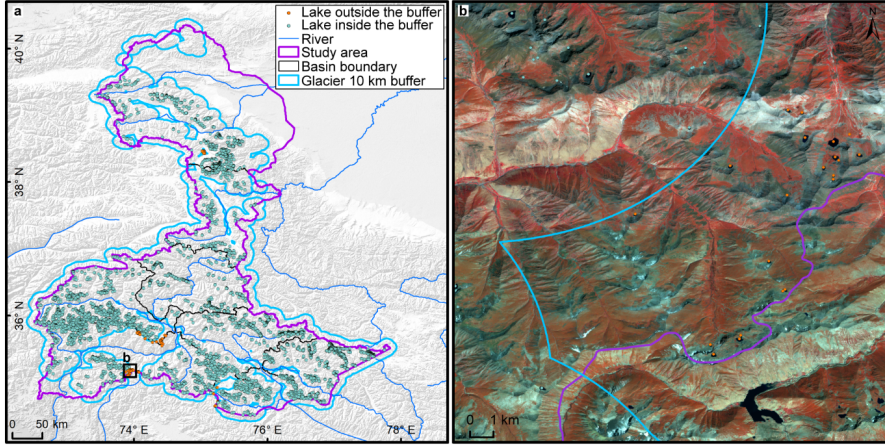 a
Lake outside the buffer
Lake inside the buffer
River
Study area
Basin boundary
Glacier 10 km buffer
40° N
38° N
36° N
b
0 50 km
74° E
76° E
78° E
b
N
0 1 km